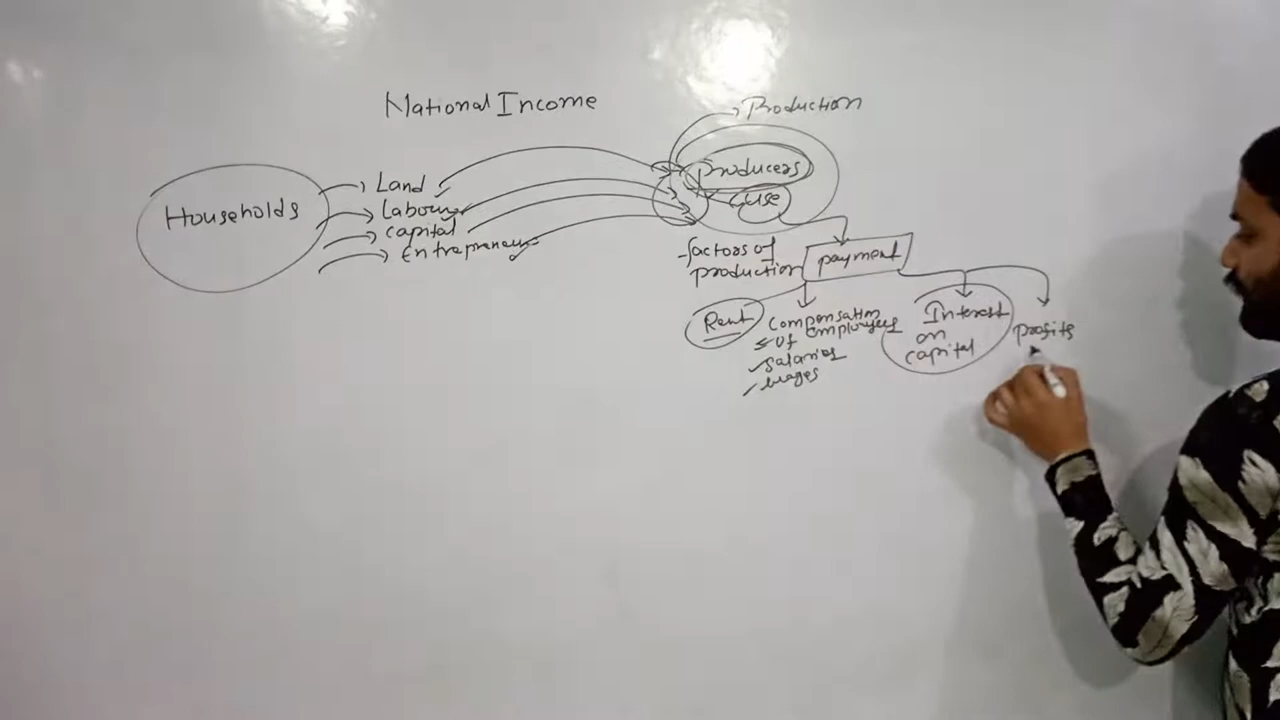 National Income
Production
Households
Land
Labour
capital
Entrepreneur
producers
use
factors of
production
payment
Rent
Compensation
of employees
salaries
wages
Interest
on
capital
profits